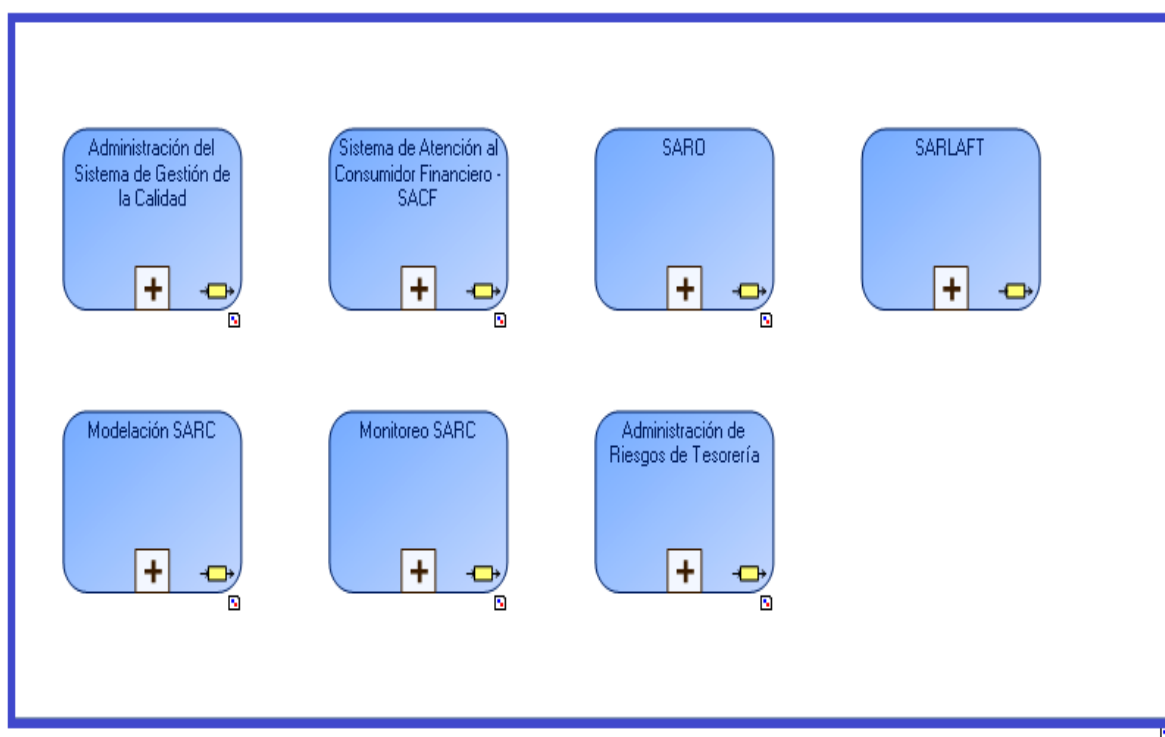 Administración del
Sistema de Gestión de
la Calidad
Sistema de Atención al
Consumidor Financiero -
SACF
SARO
SARLAFT
Modelación SARC
Monitoreo SARC
Administración de
Riesgos de Tesorería